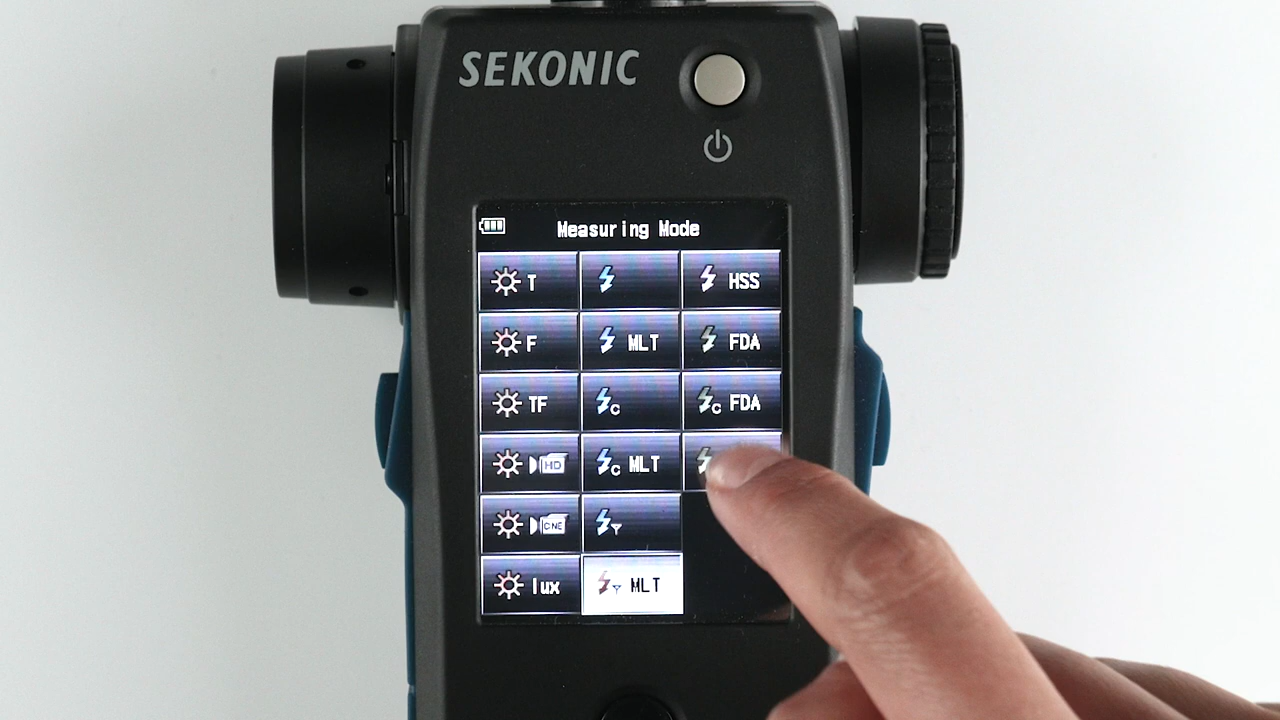 SEKONIC
Measuring Mode
T
HSS
F
MLT
FDA
TF
C
C FDA
HD
C MLT
CINE
lux
MLT